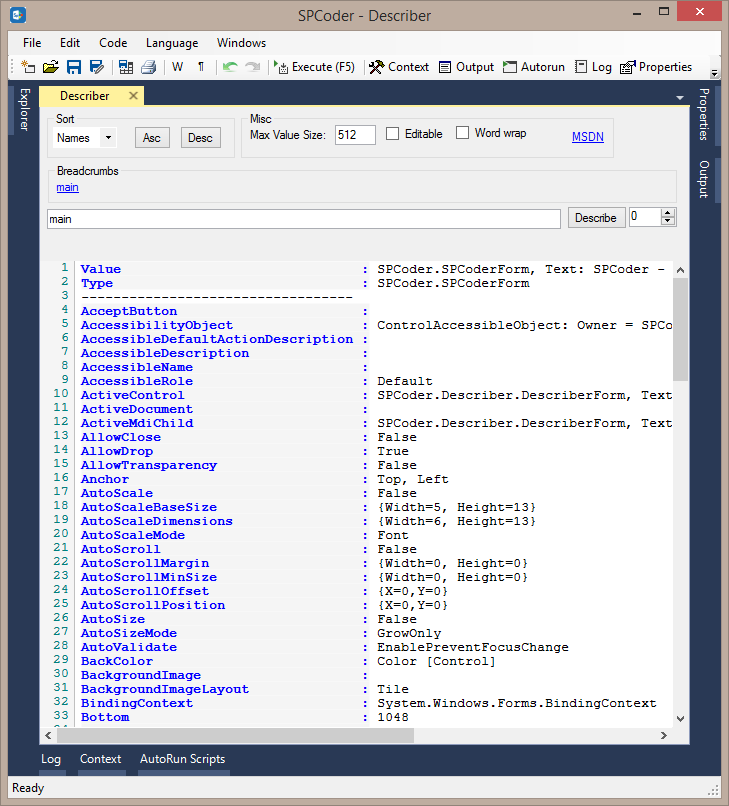 SPCoder - Describer
File Edit Code Language Windows
W ¶ Execute (F5) Context Output Autorun Log Properties
Explorer
Describer
Properties
Output
Sort
Names Asc Desc
Misc
Max Value Size: 512 Editable Word wrap MSDN
Breadcrumbs
main
main Describe 0
1 Value : SPCoder.SPCoderForm, Text: SPCoder -
2 Type : SPCoder.SPCoderForm
3 ----------------------------------
4 AcceptButton :
5 AccessibilityObject : ControlAccessibleObject: Owner = SPCo
6 AccessibleDefaultActionDescription :
7 AccessibleDescription :
8 AccessibleName :
9 AccessibleRole : Default
10 ActiveControl : SPCoder.Describer.DescriberForm, Text
11 ActiveDocument :
12 ActiveMdiChild : SPCoder.Describer.DescriberForm, Text
13 AllowClose : False
14 AllowDrop : True
15 AllowTransparency : False
16 Anchor : Top, Left
17 AutoScale : False
18 AutoScaleBaseSize : {Width=5, Height=13}
19 AutoScaleDimensions : {Width=6, Height=13}
20 AutoScaleMode : Font
21 AutoScroll : False
22 AutoScrollMargin : {Width=0, Height=0}
23 AutoScrollMinSize : {Width=0, Height=0}
24 AutoScrollOffset : {X=0,Y=0}
25 AutoScrollPosition : {X=0,Y=0}
26 AutoSize : False
27 AutoSizeMode : GrowOnly
28 AutoValidate : EnablePreventFocusChange
29 BackColor : Color [Control]
30 BackgroundImage :
31 BackgroundImageLayout : Tile
32 BindingContext : System.Windows.Forms.BindingContext
33 Bottom : 1048
Log Context AutoRun Scripts
Ready